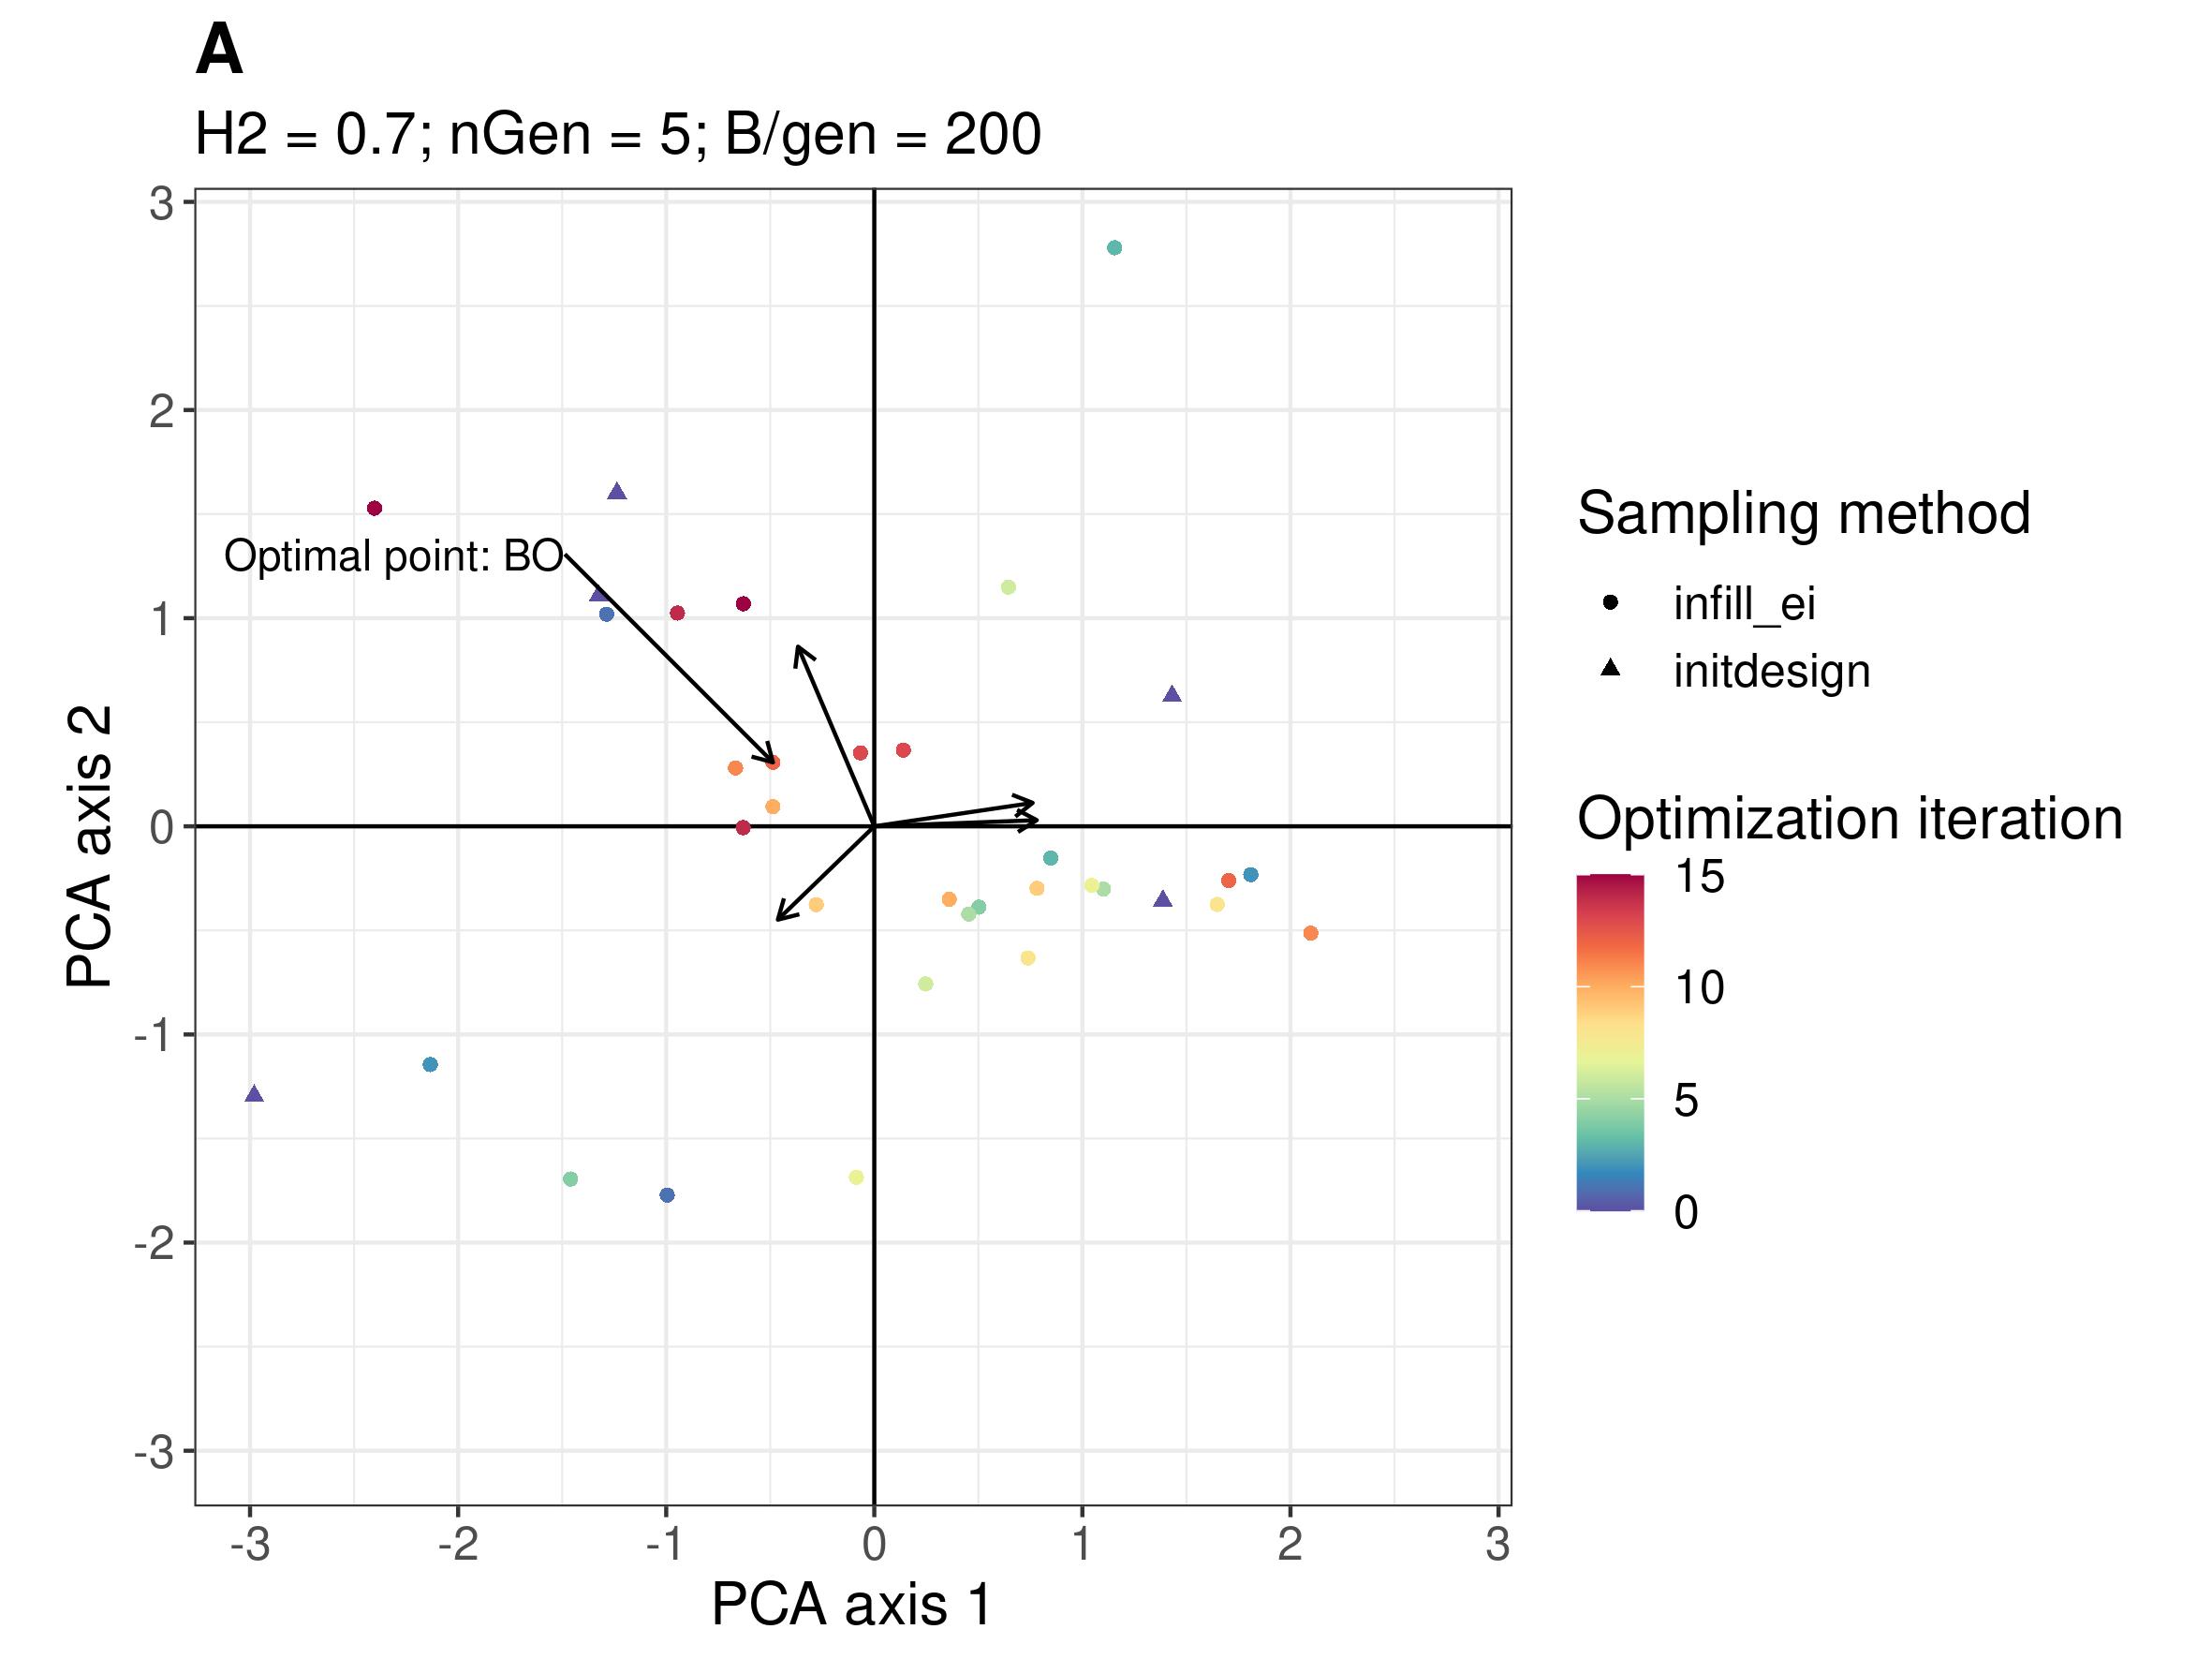 A
H2 = 0.7; nGen = 5; B/gen = 200
3
2
1
0
-1
-2
-3
PCA axis 2
Optimal point: BO
-3
-2
-1
0
1
2
3
PCA axis 1
Sampling method
infill_ei
initdesign
Optimization iteration
15
10
5
0